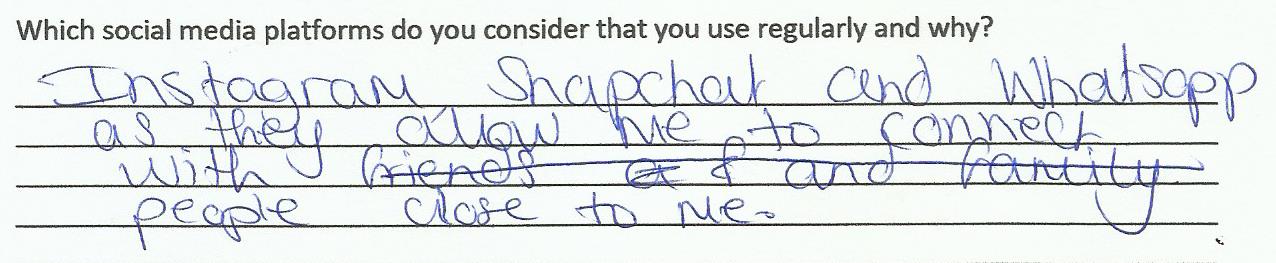 Which social media platforms do you consider that you use regularly and why?
Instagram Snapchat and Whatsapp
as they allow me to connect
with friends & and family
people close to me.